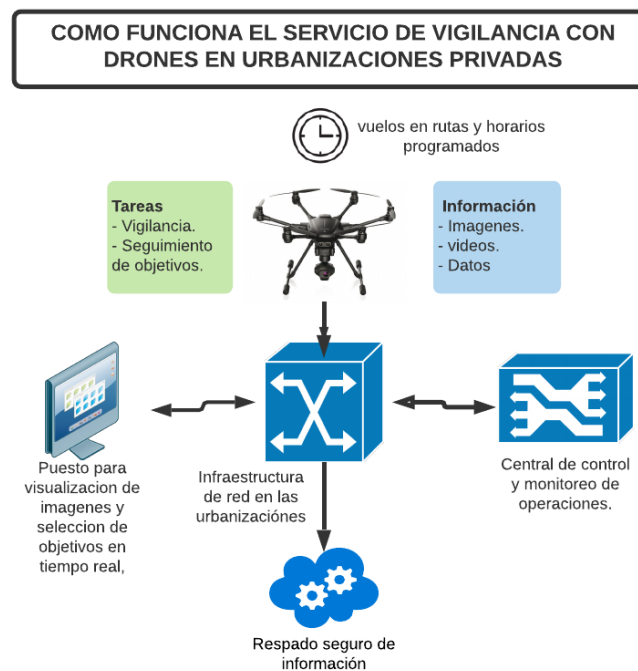 COMO FUNCIONA EL SERVICIO DE VIGILANCIA CON
DRONES EN URBANIZACIONES PRIVADAS
vuelos en rutas y horarios
programados
Tareas
- Vigilancia.
- Seguimiento
de objetivos.
Información
- Imagenes.
- videos.
- Datos
Puesto para
visualizacion de
imagenes y
seleccion de
objetivos en
tiempo real,
Infraestructura
de red en las
urbanizaciónes
Central de control
y monitoreo de
operaciones.
Respado seguro de
información